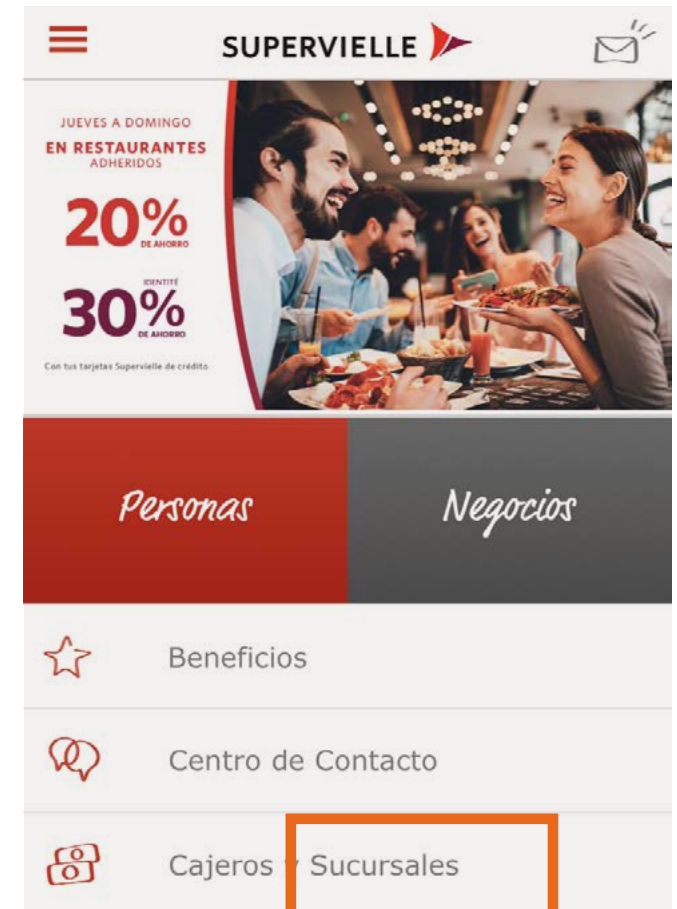 SUPERVIELLE
JUEVES A DOMINGO
EN RESTAURANTES
ADHERIDOS
20%
DE AHORRO
IDENTITÉ
30%
DE AHORRO
Con tus tarjetas Supervielle de crédito
Personas
Negocios
Beneficios
Centro de Contacto
Cajeros y Sucursales